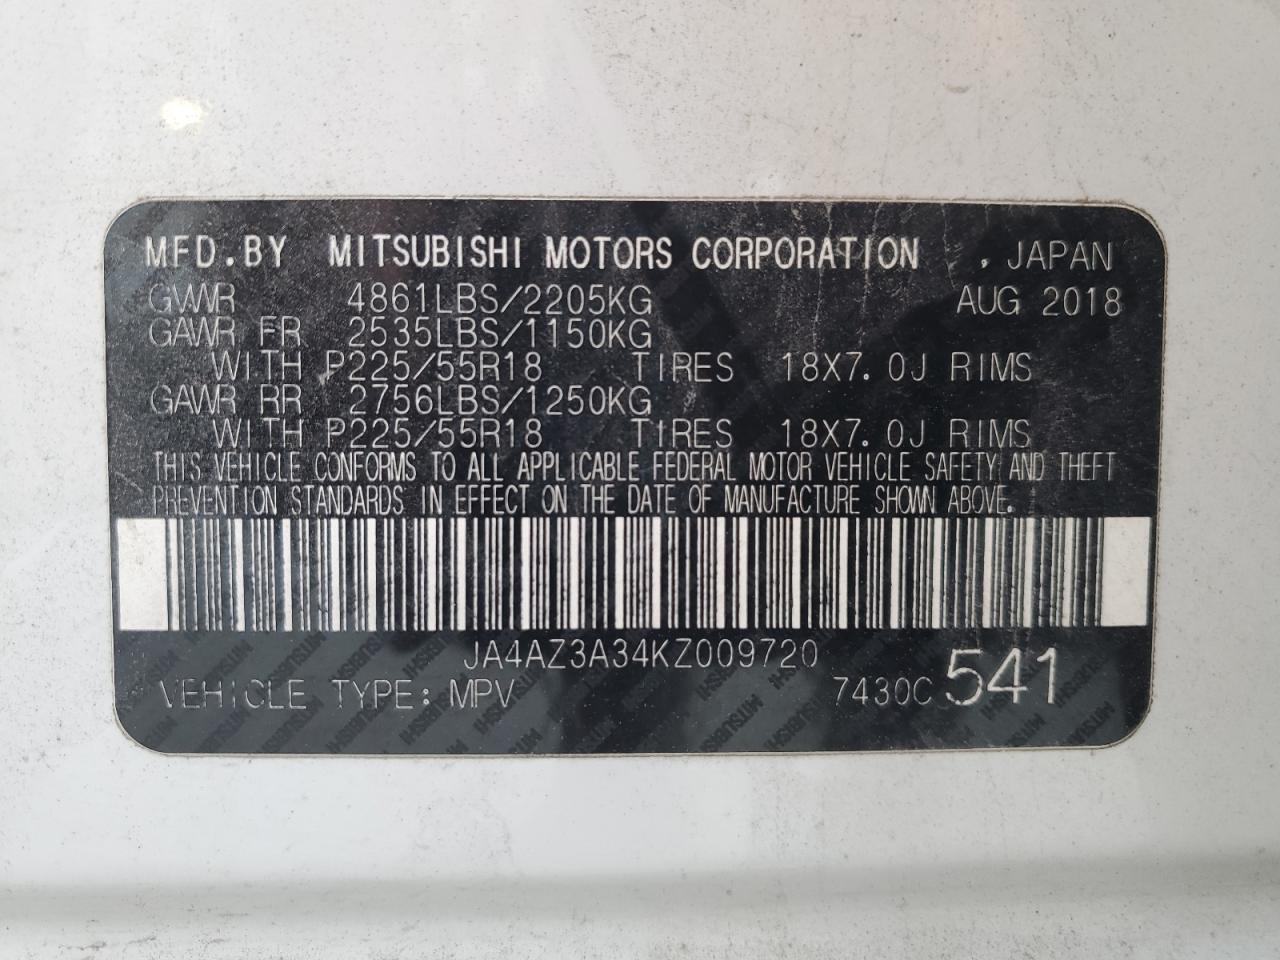 MFD.BY MITSUBISHI MOTORS CORPORATION , JAPAN
GVWR 4861LBS/2205KG AUG 2018
GAWR FR 2535LBS/1150KG
WITH P225/55R18 TIRES 18X7.0J RIMS
GAWR RR 2756LBS/1250KG
WITH P225/55R18 TIRES 18X7.0J RIMS
THIS VEHICLE CONFORMS TO ALL APPLICABLE FEDERAL MOTOR VEHICLE SAFETY AND THEFT
PREVENTION STANDARDS IN EFFECT ON THE DATE OF MANUFACTURE SHOWN ABOVE.
JA4AZ3A34KZ009720
VEHICLE TYPE: MPV 7430C 541